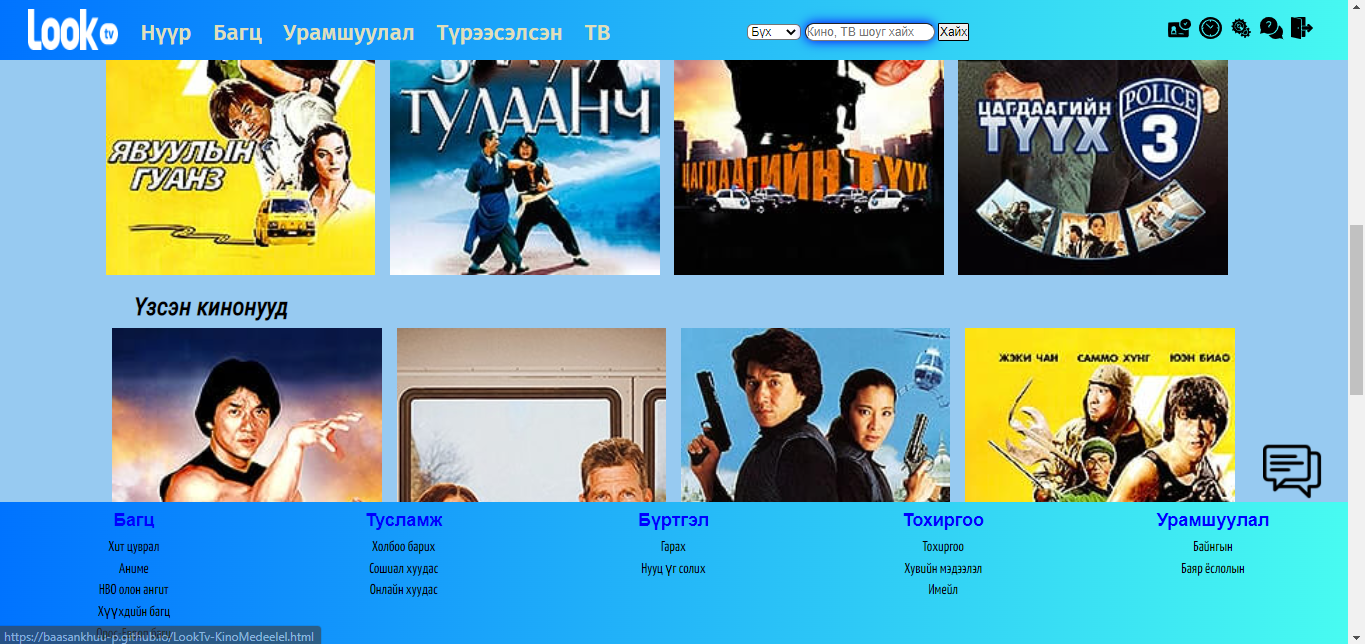 Look tv
Нүүр Багц Урамшуулал Түрээсэлсэн ТВ
Бүх Кино, ТВ шоуг хайх Хайх
ЯВУУЛЫН
ГУАНЗ
ТУЛААНЧ
ЦАГДААГИЙН ТҮҮХ
ЦАГДААГИЙН
ТҮҮХ
POLICE
3
Үзсэн кинонууд
ЖЭКИ ЧАН САММО ХУНГ ЮЭН БИАО
Багц Тусламж Бүртгэл Тохиргоо Урамшуулал
Хит цуврал Холбоо барих Гарах Тохиргоо Байнгын
Аниме Сошиал хуудас Нууц үг солих Хувийн мэдээлэл Баяр ёслолын
HBO олон ангит Онлайн хуудас Имейл
Хүүхдийн багц
https://baasankhuu-p.github.io/LookTv-KinoMedeelel.html